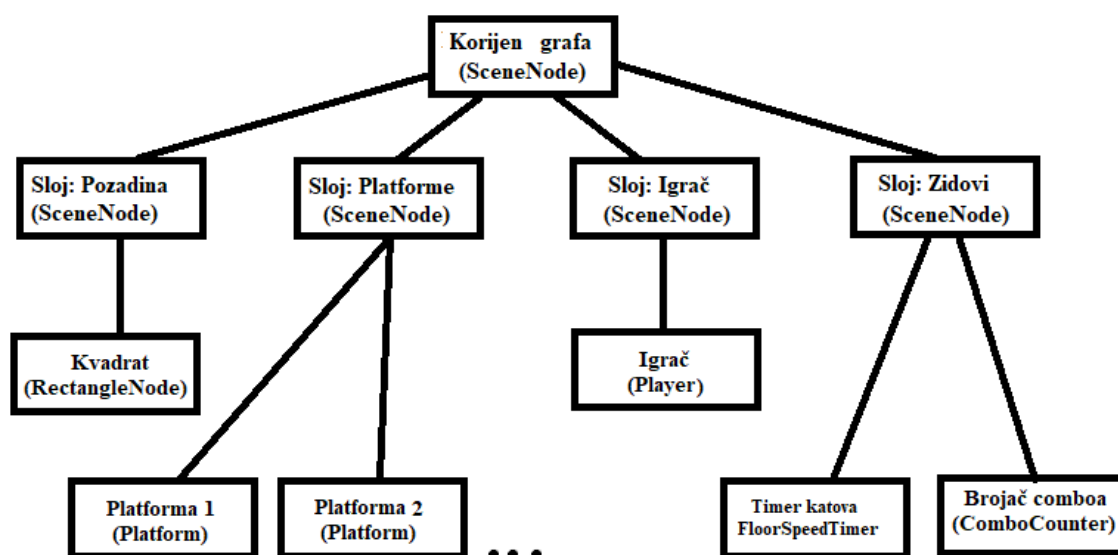 Korijen grafa
(SceneNode)
Sloj: Pozadina
(SceneNode)
Sloj: Platforme
(SceneNode)
Sloj: Igrač
(SceneNode)
Sloj: Zidovi
(SceneNode)
Kvadrat
(RectangleNode)
Igrač
(Player)
Platforma 1
(Platform)
Platforma 2
(Platform)
...
Timer katova
FloorSpeedTimer
Brojač comboa
(ComboCounter)